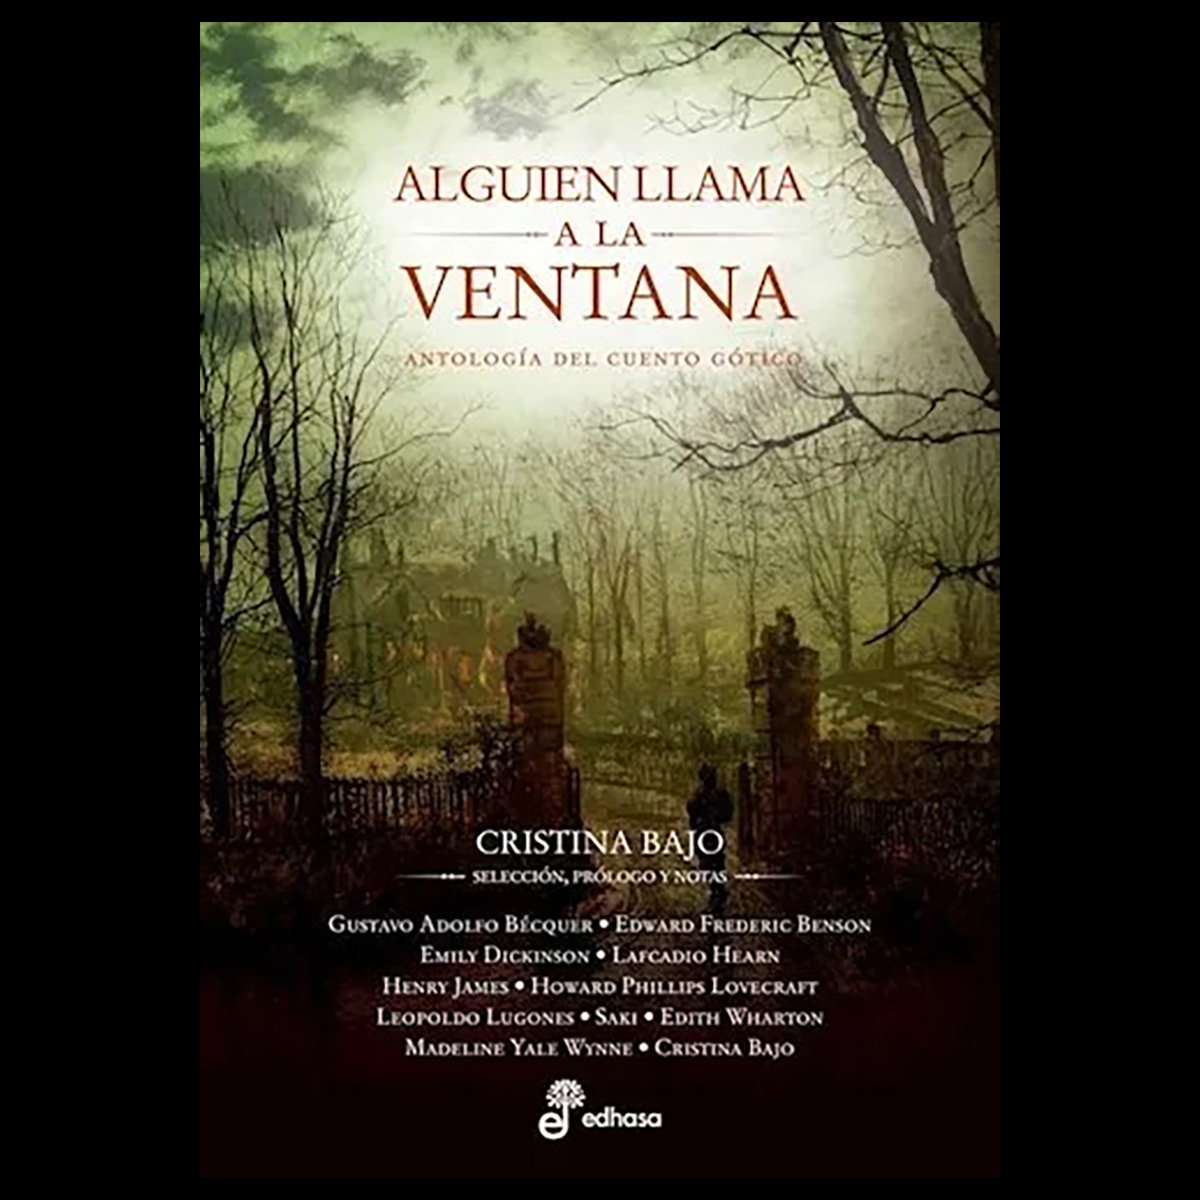 ALGUIEN LLAMA
A LA
VENTANA
ANTOLOGÍA DEL CUENTO GÓTICO
CRISTINA BAJO
SELECCIÓN, PRÓLOGO Y NOTAS
GUSTAVO ADOLFO BÉCQUER • EDWARD FREDERIC BENSON
EMILY DICKINSON • LAFCADIO HEARN
HENRY JAMES • HOWARD PHILLIPS LOVECRAFT
LEOPOLDO LUGONES • SAKI • EDITH WHARTON
MADELINE YALE WYNNE • CRISTINA BAJO
edhasa